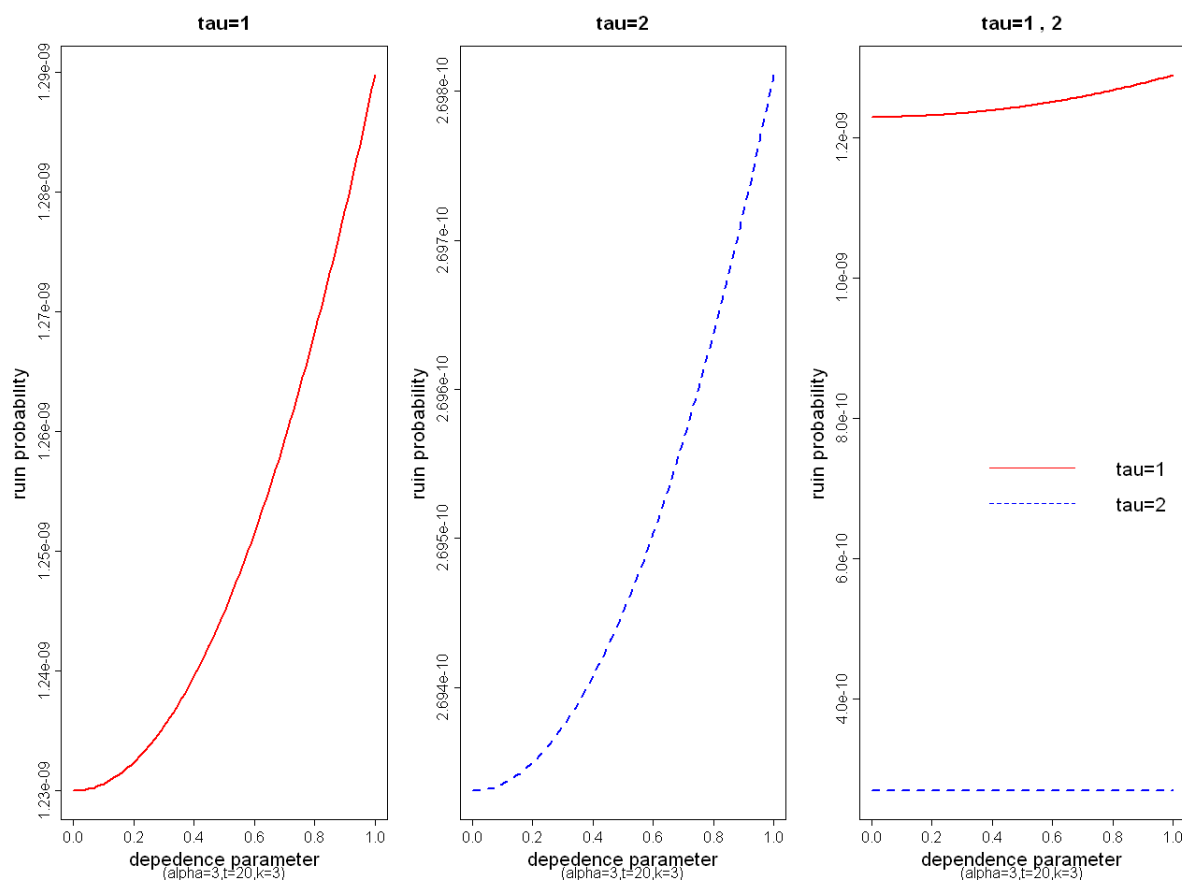 tau=1
ruin probability
1.29e-09
1.28e-09
1.27e-09
1.26e-09
1.25e-09
1.24e-09
1.23e-09
0.0 0.2 0.4 0.6 0.8 1.0
depedence parameter
(alpha=3,t=20,k=3)
tau=2
ruin probability
2.698e-10
2.697e-10
2.696e-10
2.695e-10
2.694e-10
0.0 0.2 0.4 0.6 0.8 1.0
depedence parameter
(alpha=3,t=20,k=3)
tau=1 , 2
ruin probability
1.2e-09
1.0e-09
8.0e-10
6.0e-10
4.0e-10
tau=1
tau=2
0.0 0.2 0.4 0.6 0.8 1.0
depedence parameter
(alpha=3,t=20,k=3)